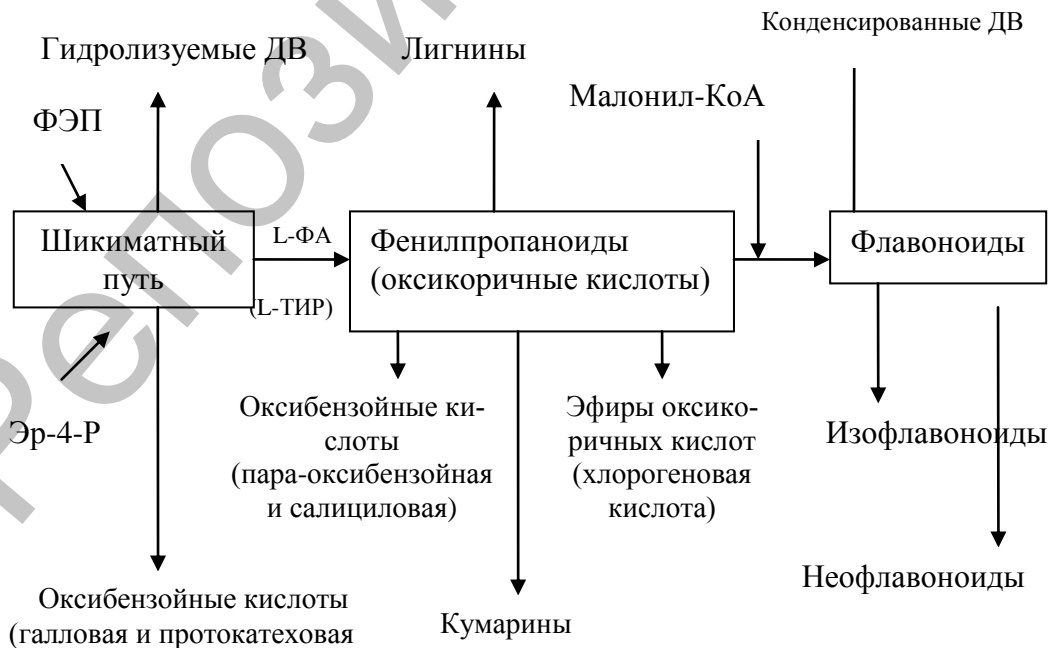 Конденсированные ДВ
Гидролизуемые ДВ
Лигнины
Малонил-КоА
ФЭП
Шикиматный
путь
L-ФА
(L-ТИР)
Фенилпропаноиды
(оксикоричные кислоты)
Флавоноиды
Эр-4-Р
Оксибензойные ки-
слоты
(пара-оксибензойная
и салициловая)
Эфиры оксико-
ричных кислот
(хлорогеновая
кислота)
Изофлавоноиды
Неофлавоноиды
Оксибензойные кислоты
(галловая и протокатеховая
Кумарины
Репози